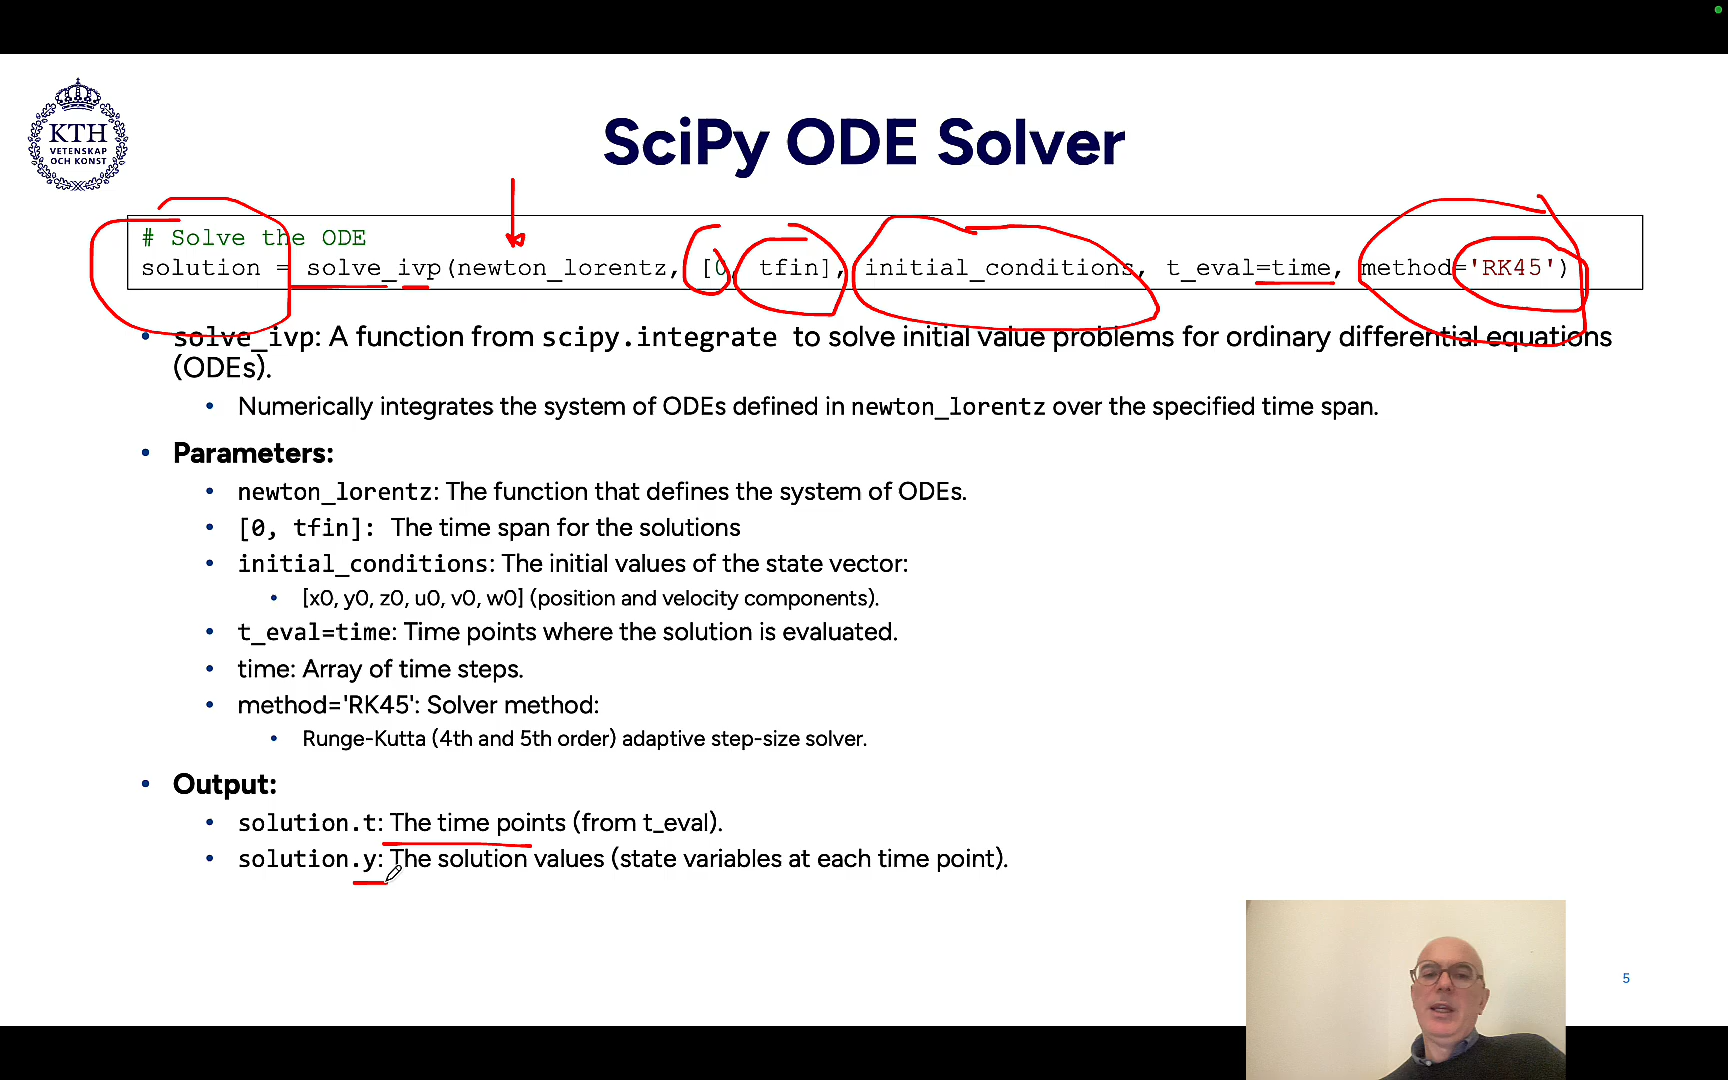 KTH
VETENSKAP
OCH KONST
SciPy ODE Solver
# Solve the ODE
solution = solve_ivp(newton_lorentz, [0, tfin], initial_conditions, t_eval=time, method='RK45')
• solve_ivp: A function from scipy.integrate to solve initial value problems for ordinary differential equations
(ODEs).
• Numerically integrates the system of ODEs defined in newton_lorentz over the specified time span.
• Parameters:
• newton_lorentz: The function that defines the system of ODEs.
• [0, tfin]: The time span for the solutions
• initial_conditions: The initial values of the state vector:
• [x0, y0, z0, u0, v0, w0] (position and velocity components).
• t_eval=time: Time points where the solution is evaluated.
• time: Array of time steps.
• method='RK45': Solver method:
• Runge-Kutta (4th and 5th order) adaptive step-size solver.
• Output:
• solution.t: The time points (from t_eval).
• solution.y: The solution values (state variables at each time point).
5